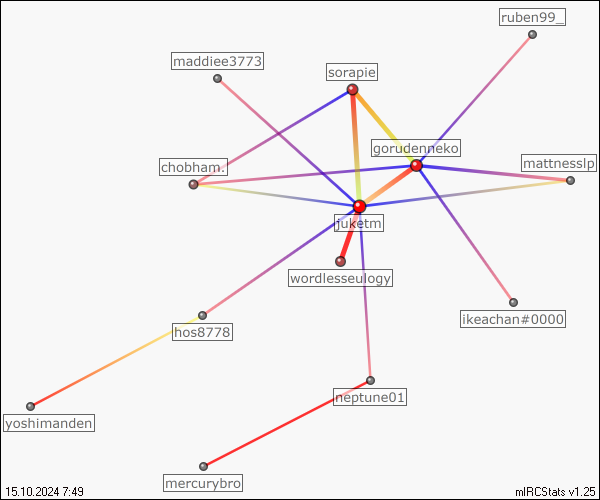 ruben99_
maddiee3773
sorapie
gorudenneko
chobham.
mattnesslp
juketm
wordlesseulogy
hos8778
ikeachan#0000
neptune01
yoshimanden
mercurybro
15.10.2024 7:49
mIRCStats v1.25